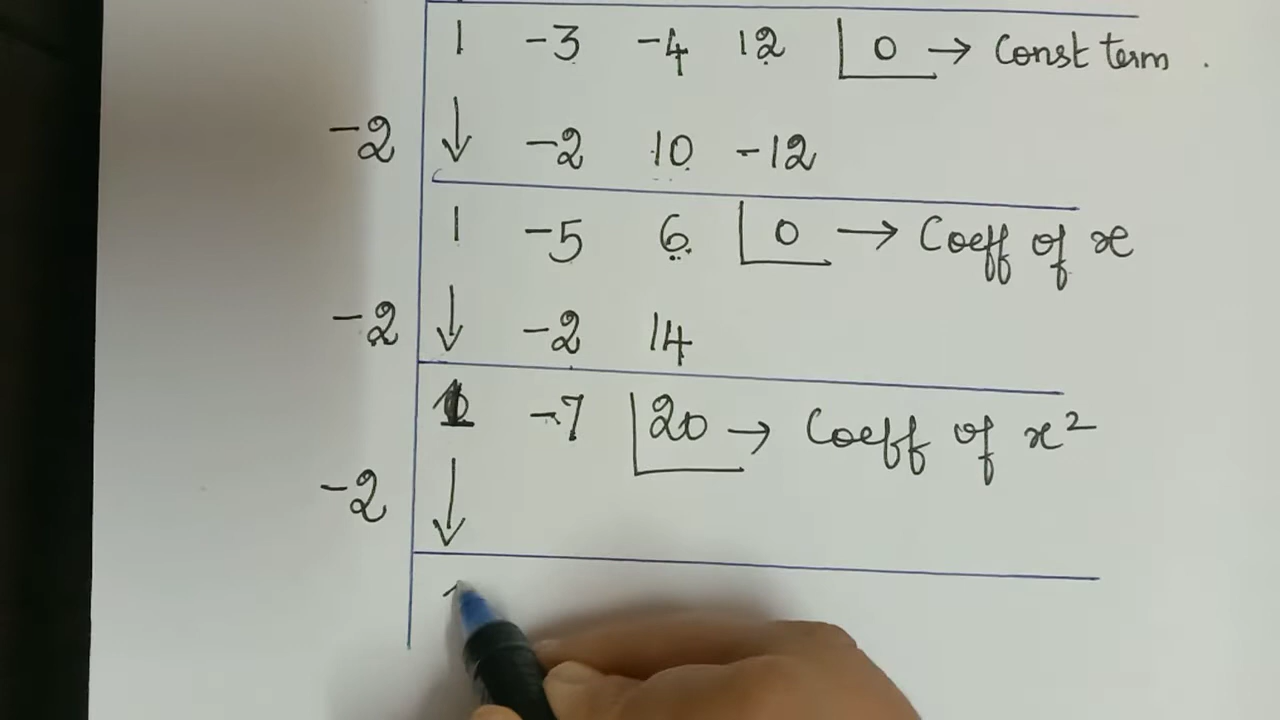 1 -3 -4 12 0 → Const term .
-2 ↓ -2 10 -12
1 -5 6 0 → Coeff of x
-2 ↓ -2 14
1 -7 20 → Coeff of x²
-2 ↓